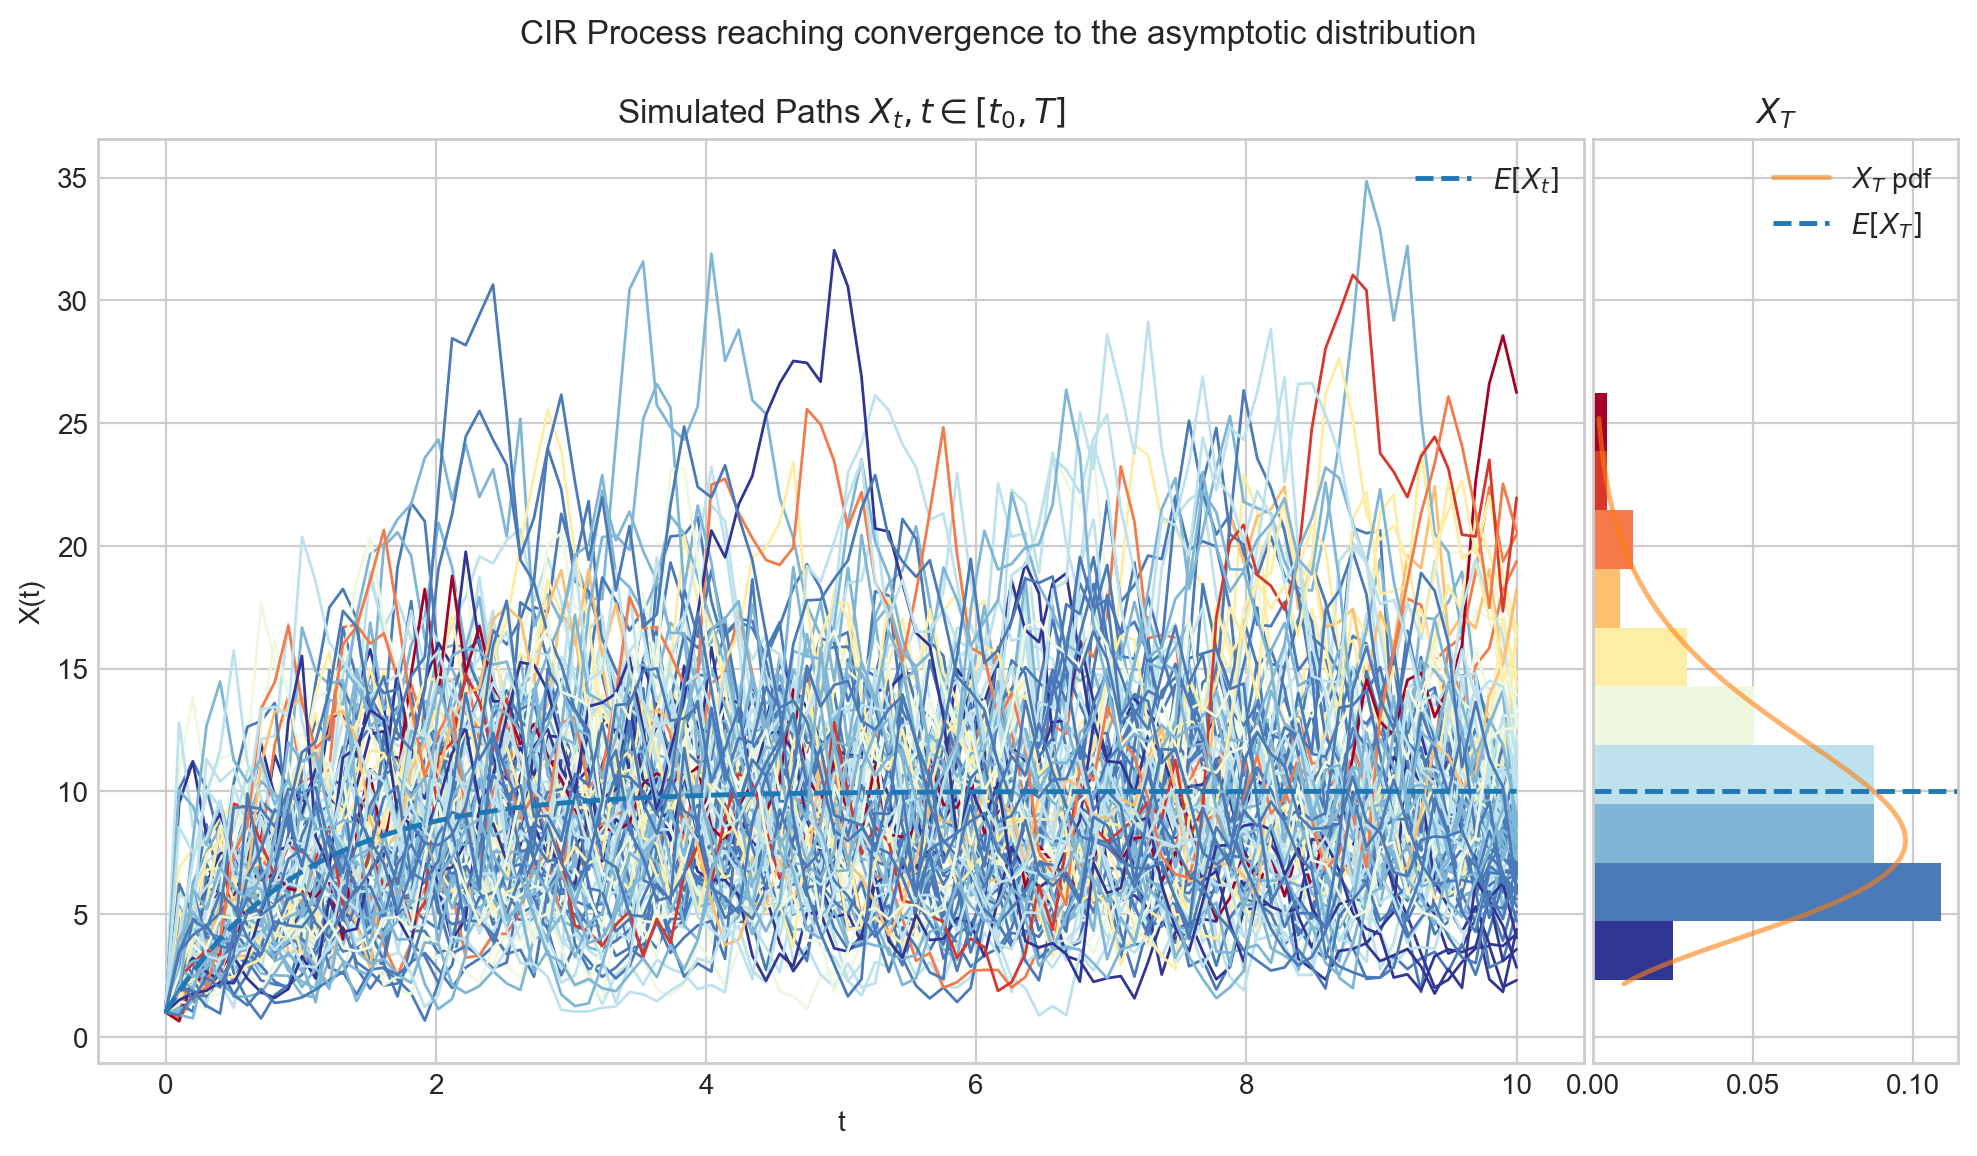 CIR Process reaching convergence to the asymptotic distribution
Simulated Paths $X_t, t \in [t_0, T]$
$X_T$
35
30
25
20
15
10
5
0
X(t)
$E[X_t]$
$X_T$ pdf
$E[X_T]$
0 2 4 6 8 10 0.00 0.05 0.10
t